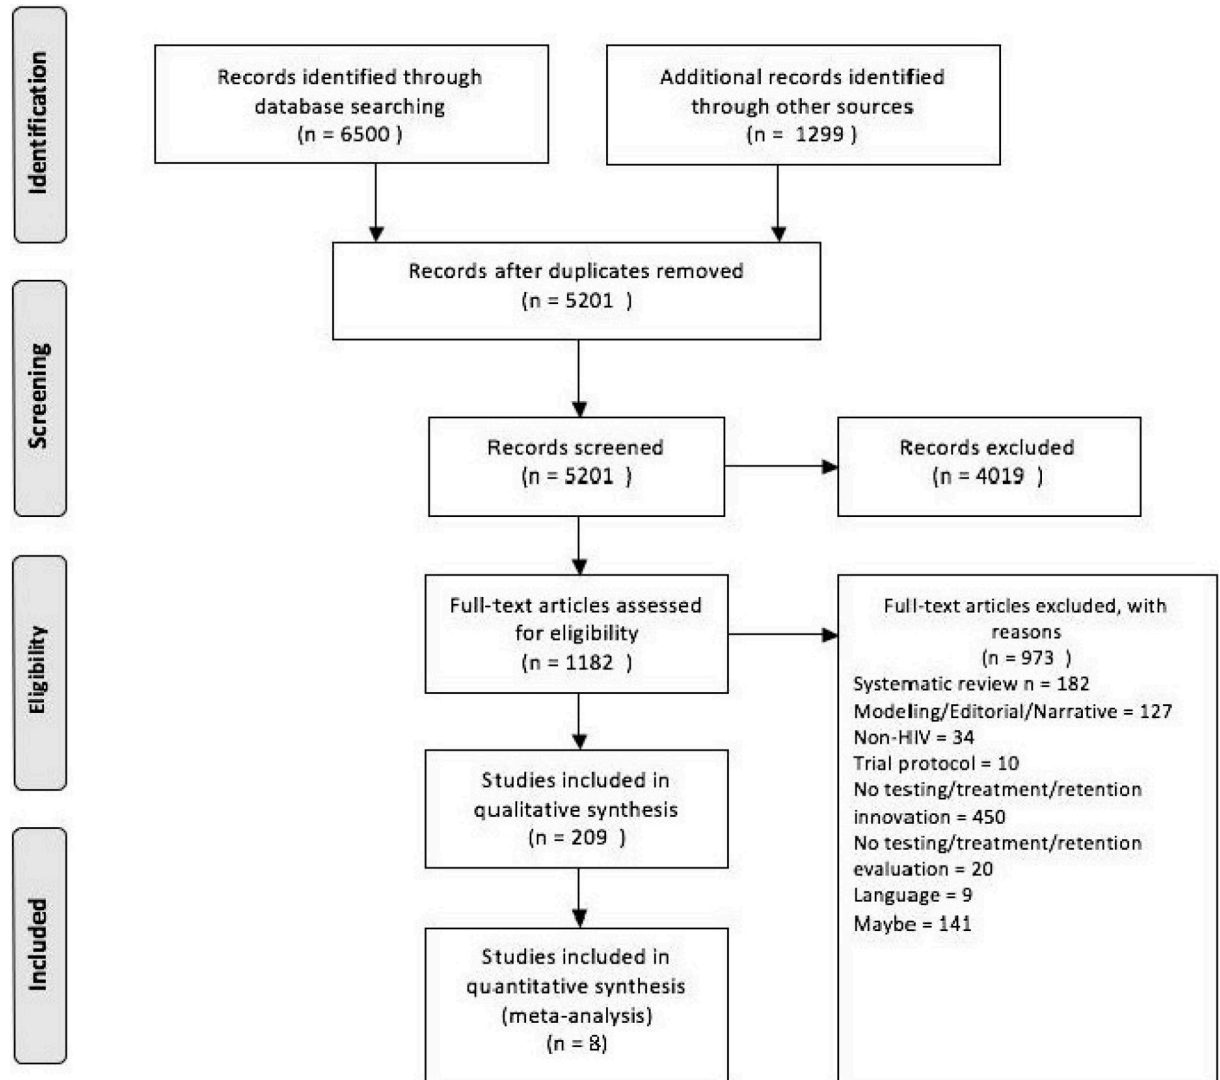 Identification
Records identified through
database searching
(n = 6500 )
Additional records identified
through other sources
(n = 1299 )
Records after duplicates removed
(n = 5201 )
Screening
Records screened
(n = 5201 )
Records excluded
(n = 4019 )
Eligibility
Full-text articles assessed
for eligibility
(n = 1182 )
Full-text articles excluded, with
reasons
(n = 973 )
Systematic review n = 182
Modeling/Editorial/Narrative = 127
Non-HIV = 34
Trial protocol = 10
No testing/treatment/retention
innovation = 450
No testing/treatment/retention
evaluation = 20
Language = 9
Maybe = 141
Studies included in
qualitative synthesis
(n = 209 )
Included
Studies included in
quantitative synthesis
(meta-analysis)
(n = 8)